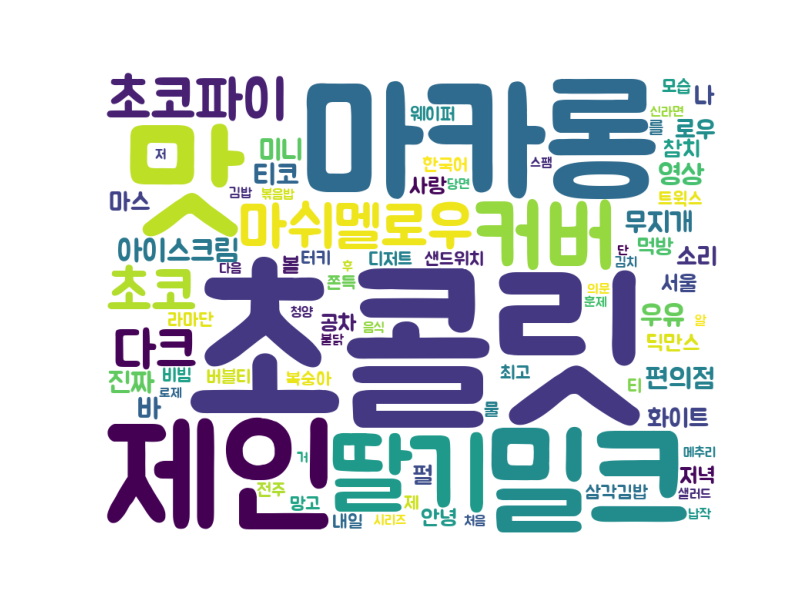 초코파이
맛
마카롱
웨이퍼
모습
나
신라면
를
로우
참치
저
미니
티코
한국어
스팸
영상
마스
김밥
볶음밥
사랑
당면
트윅스
마쉬멜로우
커버
무지개
아이스크림
다음
볼
터키
후
디저트
샌드위치
단
김치
먹방
소리
초코
쫀득
의문
훈제
서울
라마단
초콜릿
청양
공차
음식
불닭
우유
알
다크
딕만스
진짜
비빔
버블티
복숭아
최고
티
편의점
로제
바
물
화이트
제인
거
딸기
밀크
메추리
펄
전주
망고
제
삼각김밥
저녁
샐러드
내일
시리즈
안녕
처음
납작